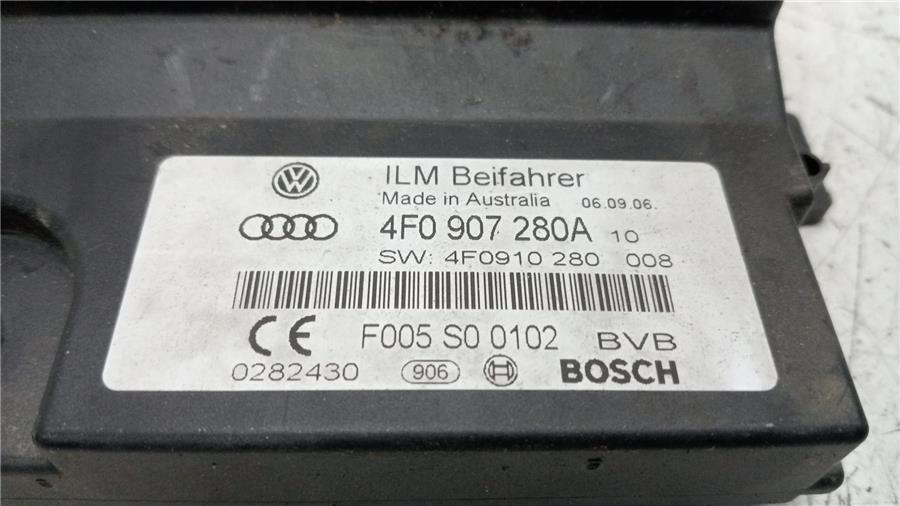 ILM Beifahrer
Made in Australia 06.09.06.
4F0 907 280A 10
SW: 4F0910 280 008
CE F005 S0 0102 BVB
0282430 906 BOSCH